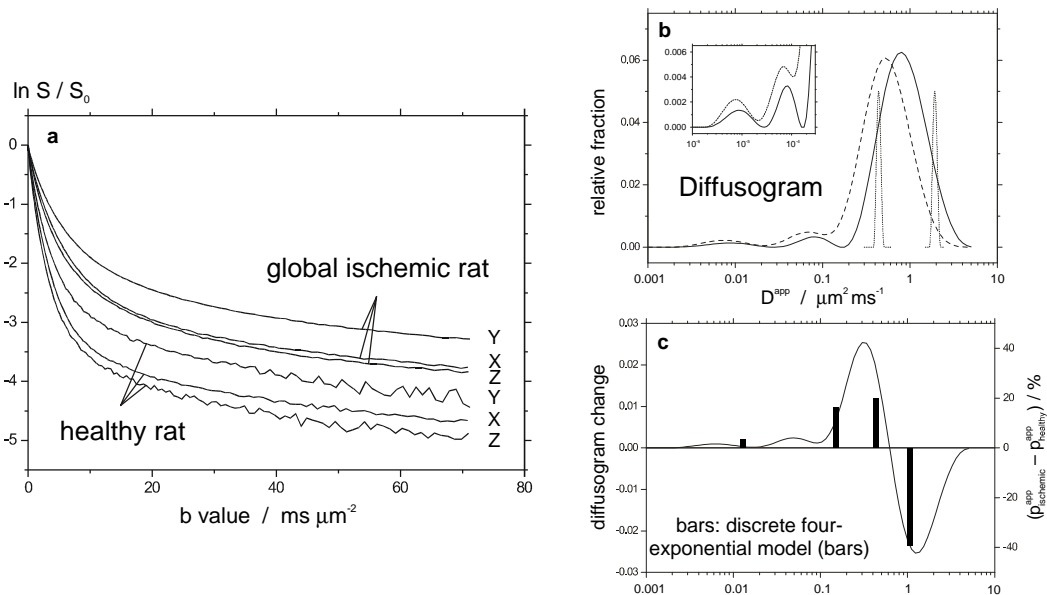 ln S / S0
a
0
-1
-2
-3
-4
-5
global ischemic rat
healthy rat
Y
X
Z
Y
X
Z
0 20 40 60 80
b value / ms μm-2
b
0.06
0.04
0.02
0.00
relative fraction
0.006
0.004
0.002
0.000
Diffusogram
0.001 0.01 0.1 1 10
Dapp / μm2 ms-1
c
0.03
0.02
0.01
0.00
-0.01
-0.02
-0.03
diffusogram change
40
20
0
-20
-40
(pappischemic – papphealthy) / %
bars: discrete four-
exponential model (bars)
0.001 0.01 0.1 1 10